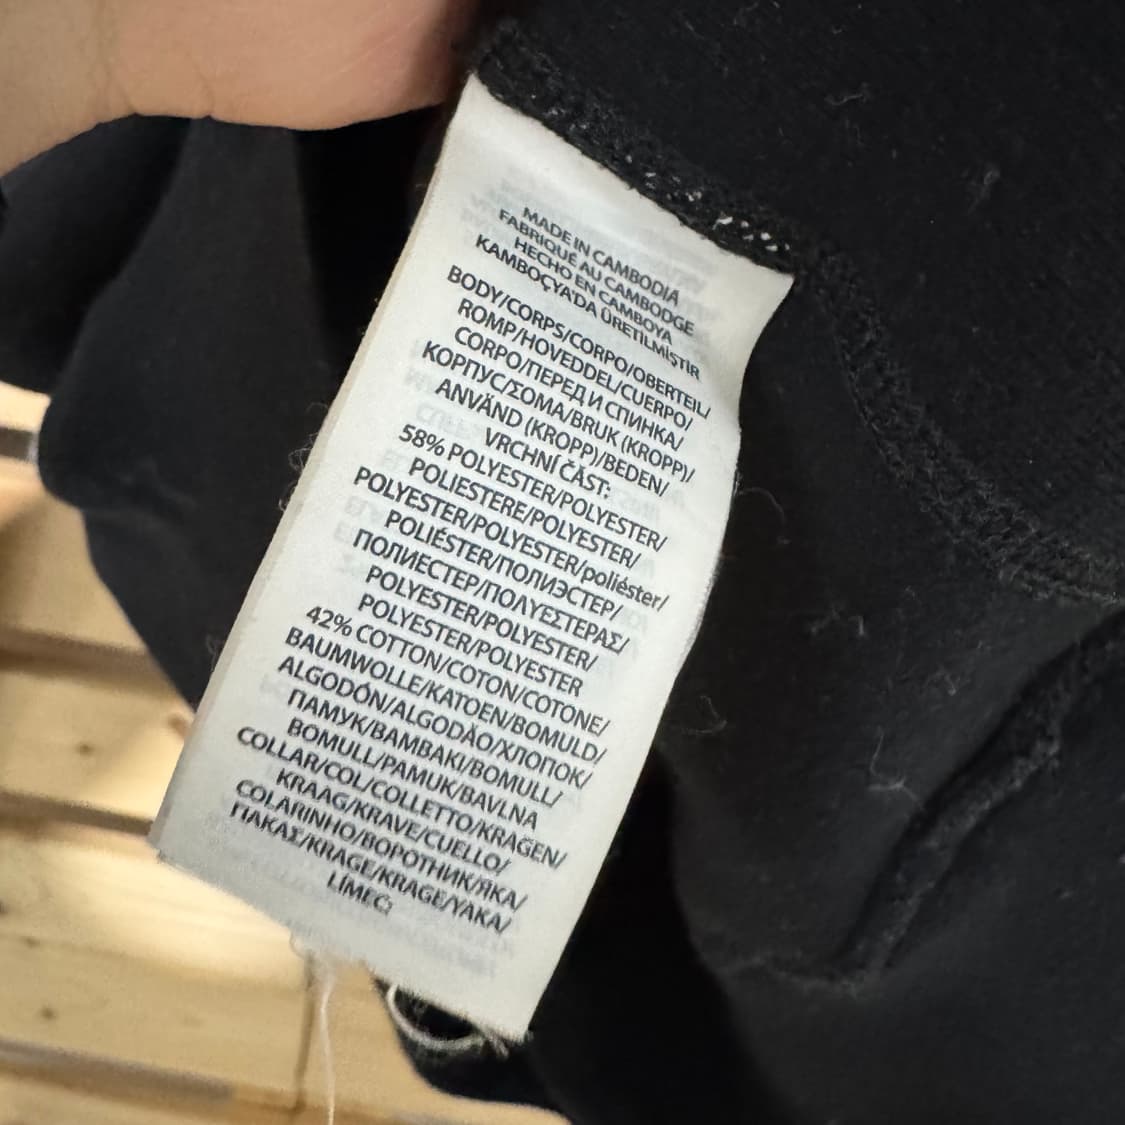 MADE IN CAMBODIA
FABRIQUÉ AU CAMBODGE
HECHO EN CAMBOYA
KAMBOÇYA'DA ÜRETILMIŞTIR
BODY/CORPS/CORPO/OBERTEIL/
ROMP/HOVEDDEL/CUERPO/
CORPO/ПЕРЕД И СПИНКА/
КОРПУС/ΣΟΜΑ/BRUK (KROPP)/
ANVÄND (KROPP)/BEDEN/
VRCHNÍ ČÁST:
58% POLYESTER/POLYESTER/
POLIESTERE/POLYESTER/
POLYESTER/POLYESTER/poliéster/
POLIÉSTER/ПОЛИЭСТЕР/
ПОЛИЕСТЕР/ΠΟΛΥΕΣΤΕΡΑΣ/
POLYESTER/POLYESTER/
POLYESTER/POLYESTER
42% COTTON/COTON/COTONE/
BAUMWOLLE/KATOEN/BOMULD/
ALGODÓN/ALGODÃO/ХЛОПОК/
ПАМУК/ΒΑΜΒΑΚΙ/BOMULL/
BOMULL/PAMUK/BAVLNA
COLLAR/COL/COLLETTO/KRAGEN/
KRAAG/KRAVE/CUELLO/
COLARINHO/ВОРОТНИК/ЯКА/
ΓΙΑΚΑΣ/KRAGE/KRAGE/YAKA/
LÍMEC: